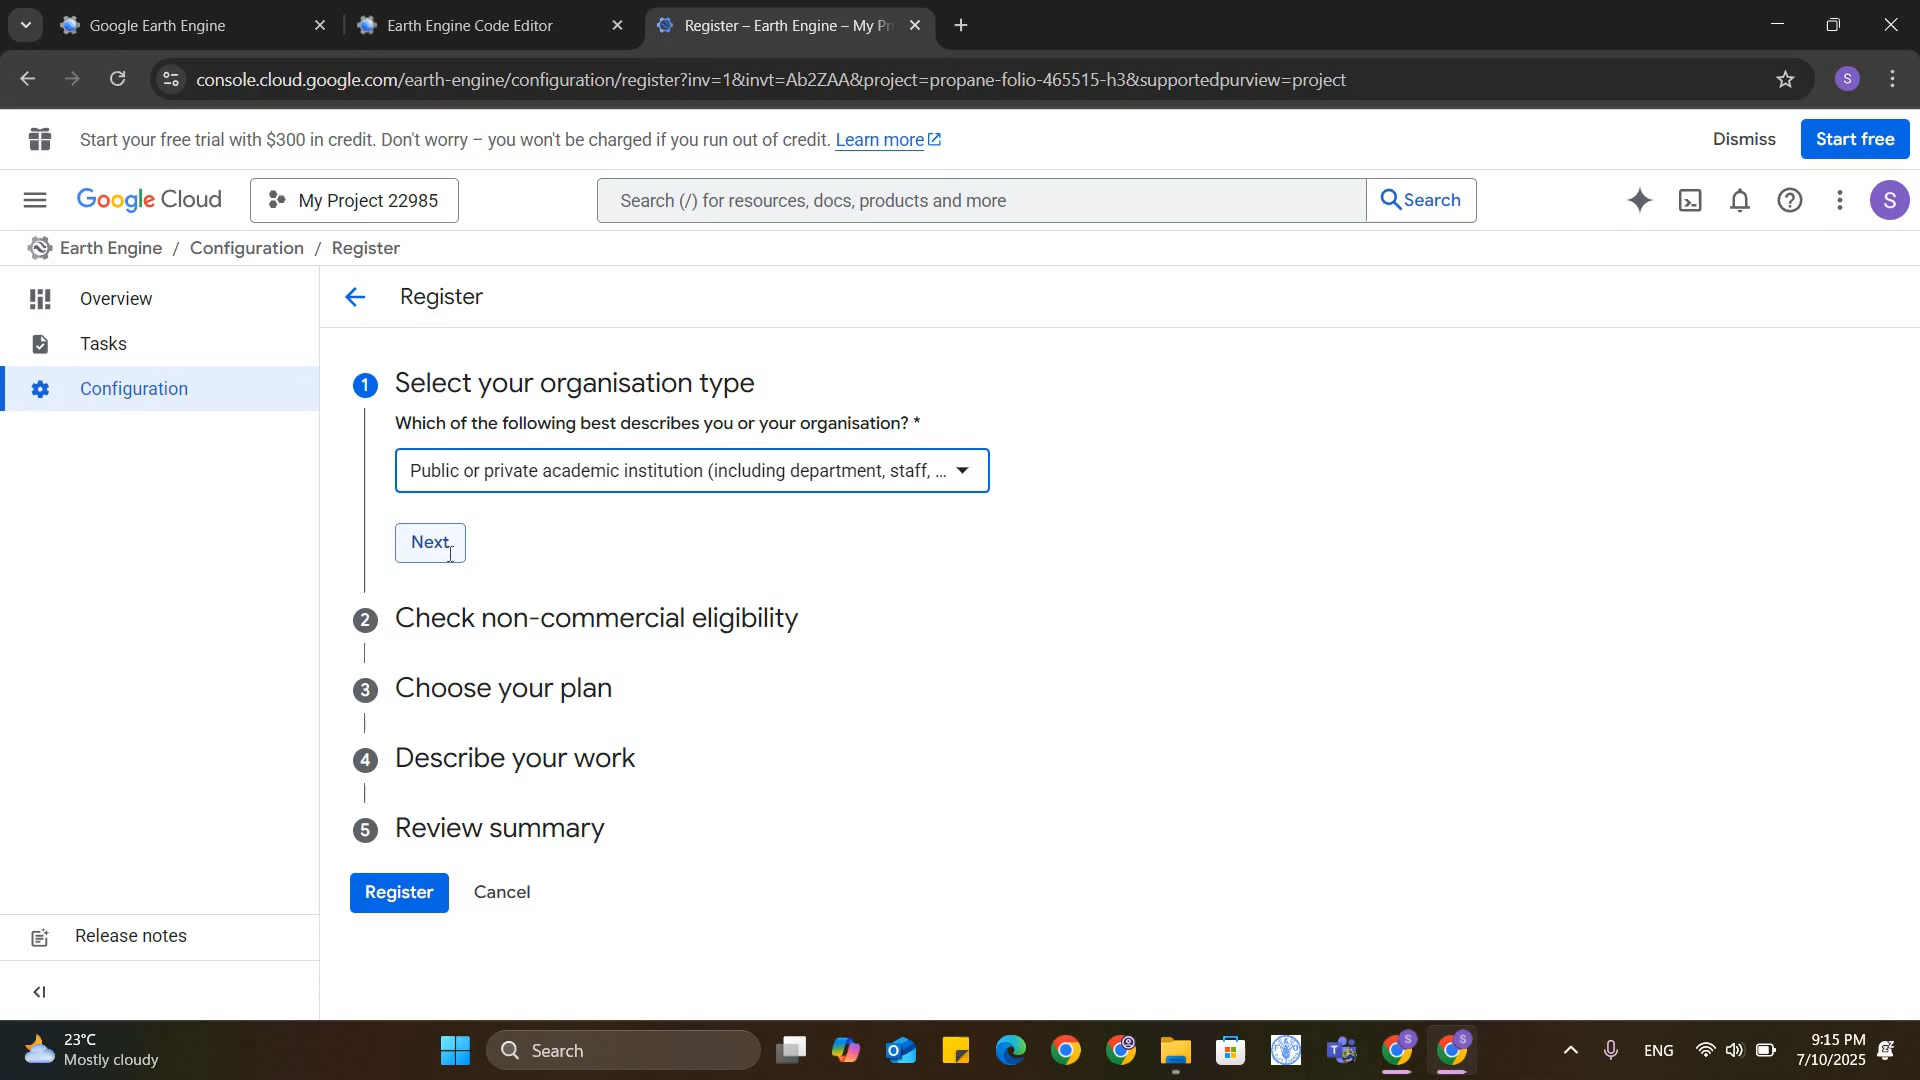 Google Earth Engine
Earth Engine Code Editor
Register – Earth Engine – My Pr
console.cloud.google.com/earth-engine/configuration/register?inv=1&invt=Ab2ZAA&project=propane-folio-465515-h3&supportedpurview=project
S
Start your free trial with $300 in credit. Don't worry – you won't be charged if you run out of credit. Learn more
Dismiss
Start free
Google Cloud
My Project 22985
Search (/) for resources, docs, products and more
Search
S
Earth Engine / Configuration / Register
Overview
Tasks
Configuration
Release notes
Register
1 Select your organisation type
Which of the following best describes you or your organisation? *
Public or private academic institution (including department, staff, ...
Next
2 Check non-commercial eligibility
3 Choose your plan
4 Describe your work
5 Review summary
Register
Cancel
23°C
Mostly cloudy
Search
S
S
ENG
9:15 PM
7/10/2025